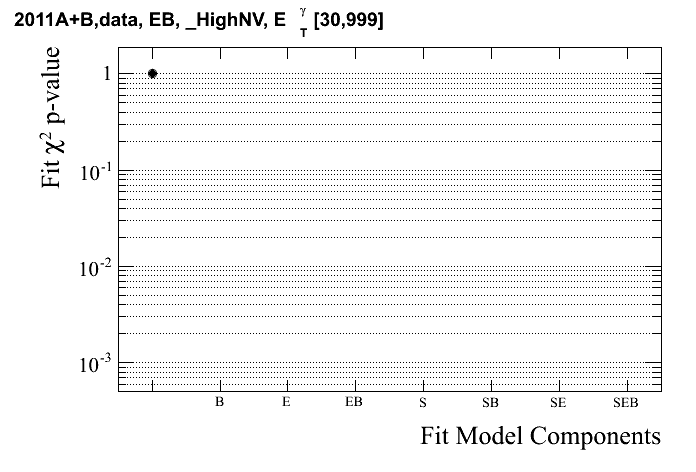 2011A+B,data, EB, _HighNV, E γ T [30,999]
Fit χ² p-value
1
10⁻¹
10⁻²
10⁻³
B E EB S SB SE SEB
Fit Model Components